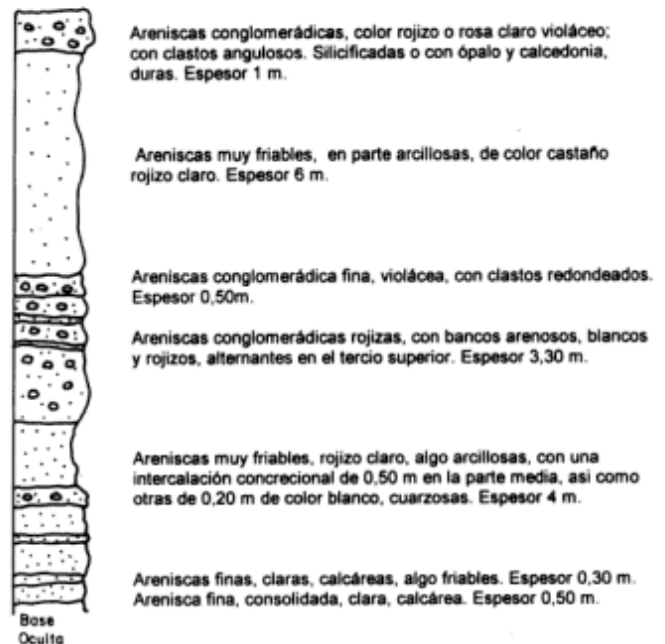 Areniscas conglomerádicas, color rojizo o rosa claro violáceo;
con clastos angulosos. Silicificadas o con ópalo y calcedonia,
duras. Espesor 1 m.
Areniscas muy friables, en parte arcillosas, de color castaño
rojizo claro. Espesor 6 m.
Areniscas conglomerádica fina, violácea, con clastos redondeados.
Espesor 0,50m.
Areniscas conglomerádicas rojizas, con bancos arenosos, blancos
y rojizos, alternantes en el tercio superior. Espesor 3,30 m.
Areniscas muy friables, rojizo claro, algo arcillosas, con una
intercalación concrecional de 0,50 m en la parte media, asi como
otras de 0,20 m de color blanco, cuarzosas. Espesor 4 m.
Areniscas finas, claras, calcáreas, algo friables. Espesor 0,30 m.
Arenisca fina, consolidada, clara, calcárea. Espesor 0,50 m.
Base
Oculta